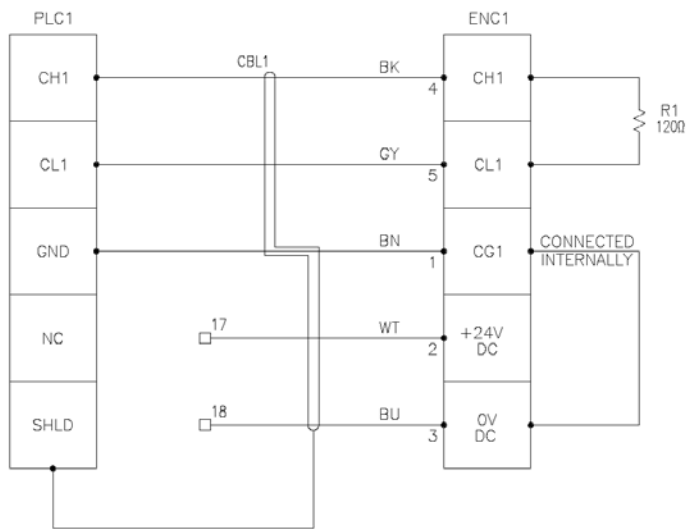 PLC1
ENC1
CBL1
CH1
BK
4
CH1
R1
120Ω
CL1
GY
5
CL1
GND
BN
1
CG1
CONNECTED
INTERNALLY
NC
17
WT
2
+24V
DC
SHLD
18
BU
3
0V
DC